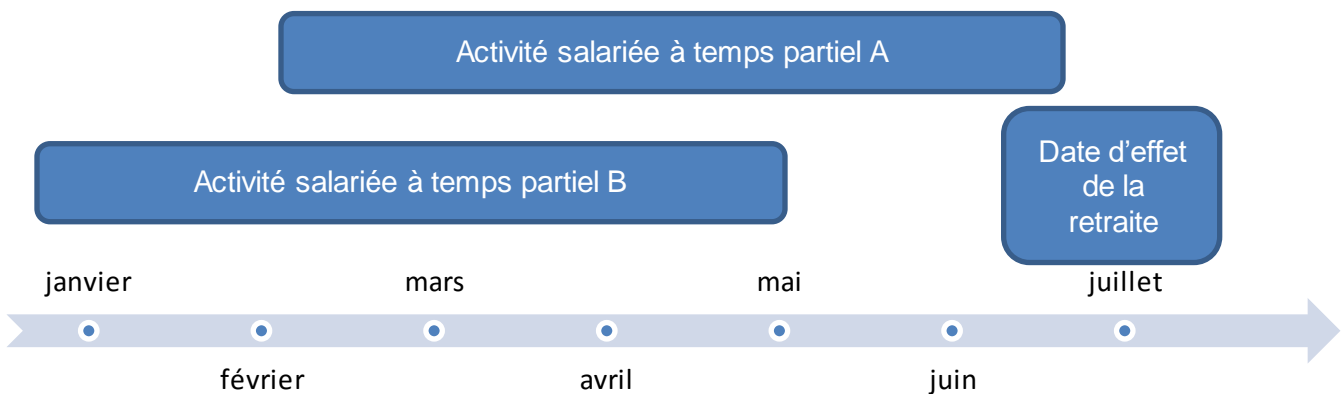 Activité salariée à temps partiel A
Activité salariée à temps partiel B
Date d'effet
de la
retraite
janvier
mars
mai
juillet
février
avril
juin